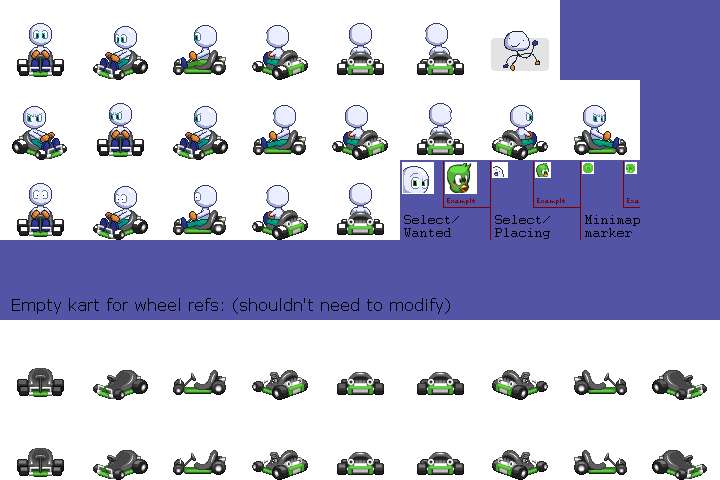 Example
Example
Exa
Select/
Wanted
Select/
Placing
Minimap
marker
Empty kart for wheel refs: (shouldn't need to modify)